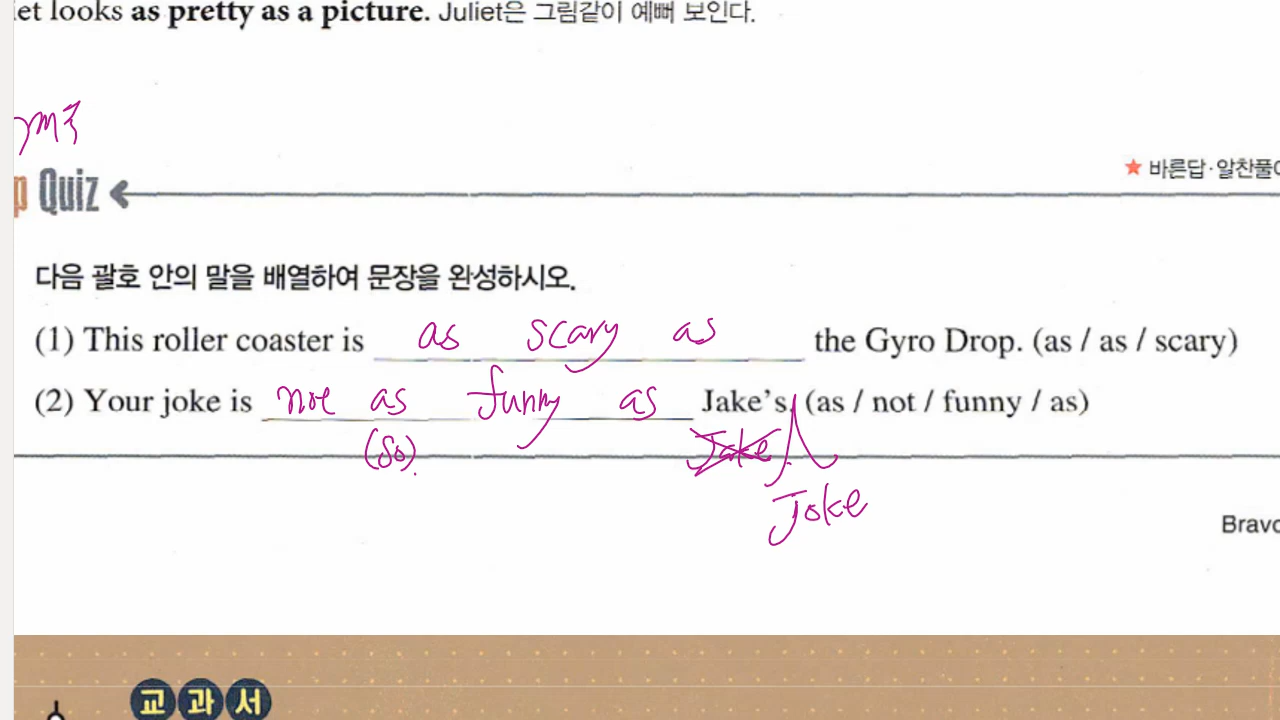 et looks as pretty as a picture. Juliet은 그림같이 예뻐 보인다.
p Quiz
★ 바른답·알찬풀이
다음 괄호 안의 말을 배열하여 문장을 완성하시오.
(1) This roller coaster is as scary as the Gyro Drop. (as / as / scary)
(2) Your joke is not as funny as Jake's. (as / not / funny / as)
(so). Jake
Joke
Bravo
교과서